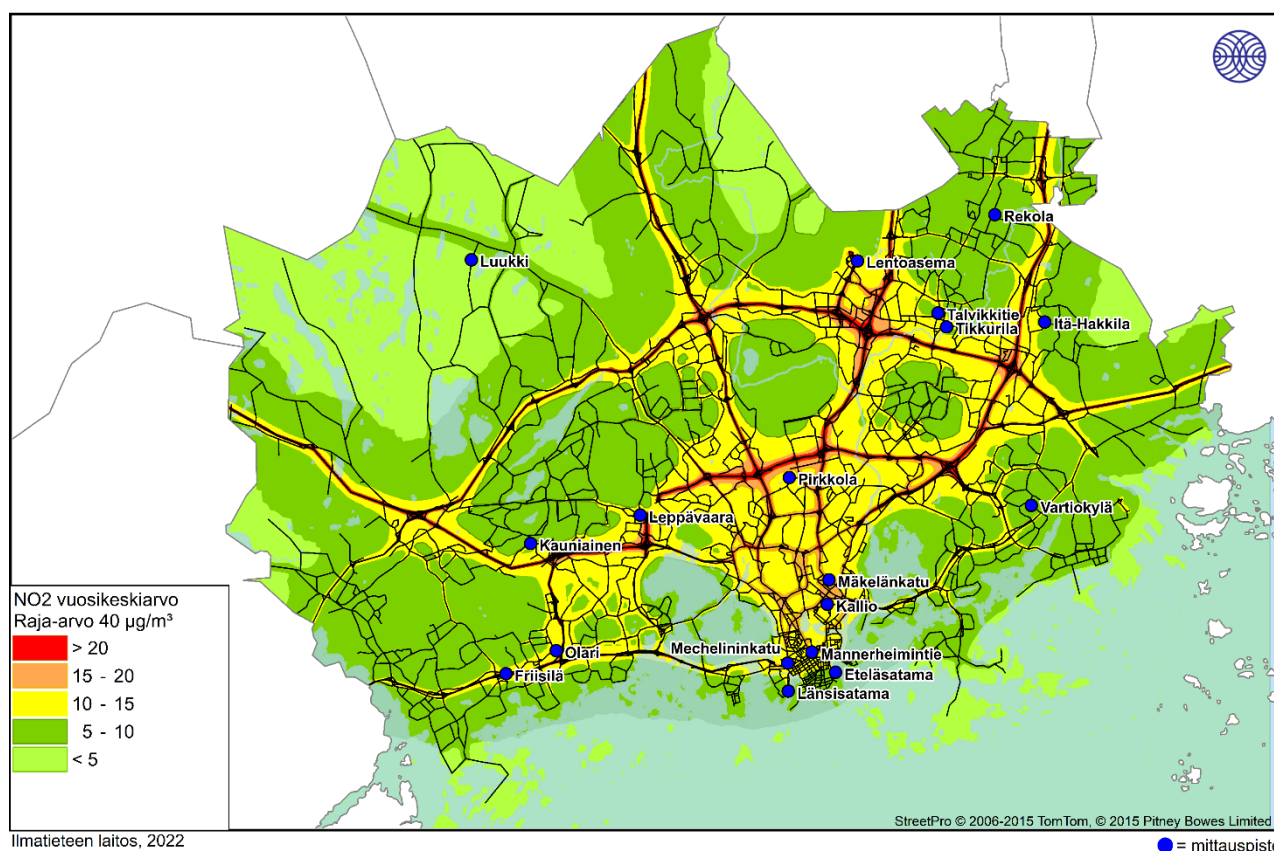 Rekola
Luukki
Lentoasema
Talvikkitie
Tikkurila
Itä-Hakkila
Pirkkola
Vartiokylä
Leppävaara
Kauniainen
Mäkelänkatu
Kallio
Mechelininkatu
Mannerheimintie
Olari
Eteläsatama
Friisilä
Länsisatama
NO2 vuosikeskiarvo
Raja-arvo 40 µg/m³
> 20
15 - 20
10 - 15
5 - 10
< 5
StreetPro © 2006-2015 TomTom, © 2015 Pitney Bowes Limited
Ilmatieteen laitos, 2022
= mittauspiste